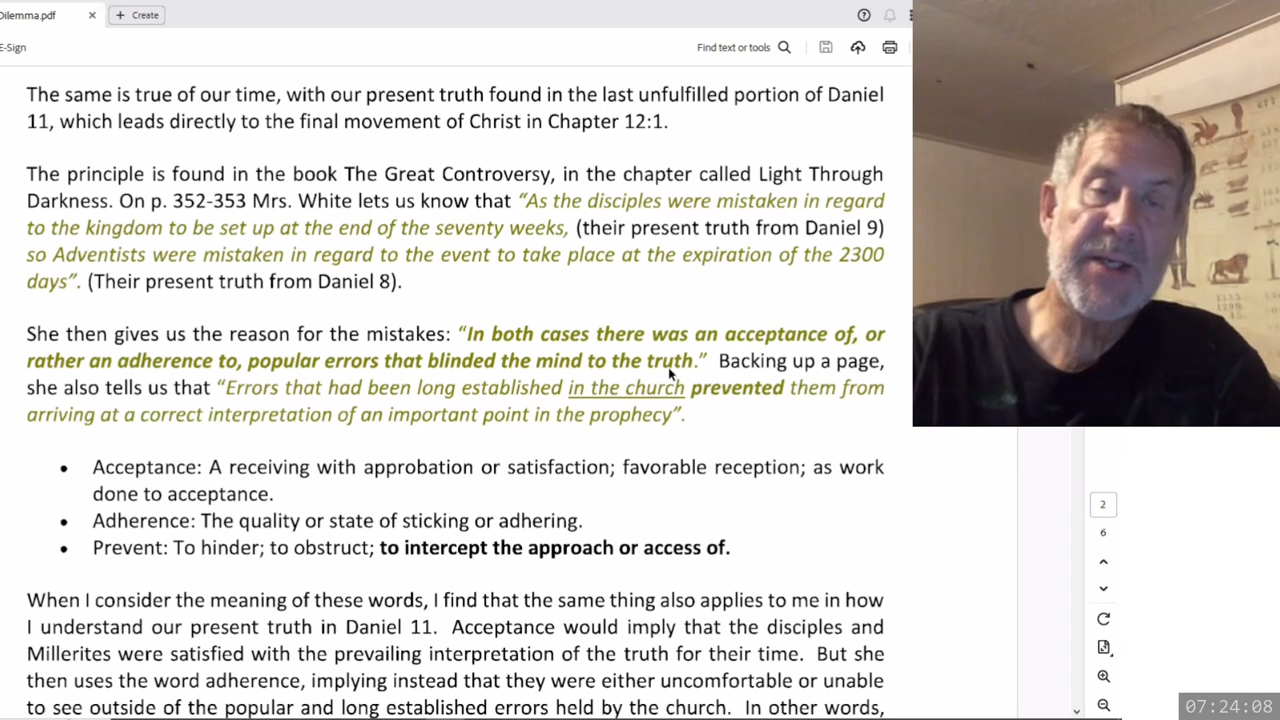 Dilemma.pdf
Create
E-Sign
Find text or tools
The same is true of our time, with our present truth found in the last unfulfilled portion of Daniel
11, which leads directly to the final movement of Christ in Chapter 12:1.
The principle is found in the book The Great Controversy, in the chapter called Light Through
Darkness. On p. 352-353 Mrs. White lets us know that “As the disciples were mistaken in regard
to the kingdom to be set up at the end of the seventy weeks, (their present truth from Daniel 9)
so Adventists were mistaken in regard to the event to take place at the expiration of the 2300
days”. (Their present truth from Daniel 8).
She then gives us the reason for the mistakes: “In both cases there was an acceptance of, or
rather an adherence to, popular errors that blinded the mind to the truth.” Backing up a page,
she also tells us that “Errors that had been long established in the church prevented them from
arriving at a correct interpretation of an important point in the prophecy”.
• Acceptance: A receiving with approbation or satisfaction; favorable reception; as work
done to acceptance.
• Adherence: The quality or state of sticking or adhering.
• Prevent: To hinder; to obstruct; to intercept the approach or access of.
When I consider the meaning of these words, I find that the same thing also applies to me in how
I understand our present truth in Daniel 11. Acceptance would imply that the disciples and
Millerites were satisfied with the prevailing interpretation of the truth for their time. But she
then uses the word adherence, implying instead that they were either uncomfortable or unable
to see outside of the popular and long established errors held by the church. In other words,
2
6
07:24:08